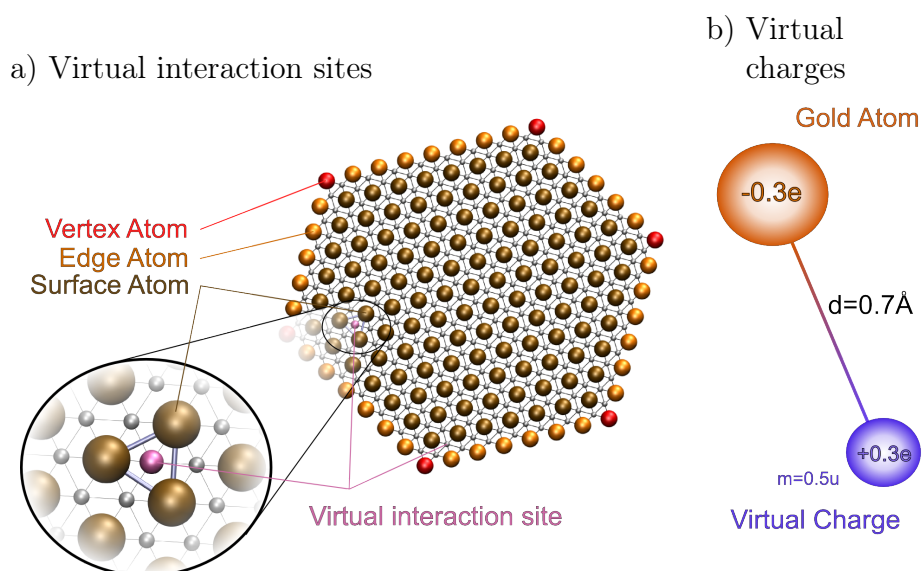 a) Virtual interaction sites
Vertex Atom
Edge Atom
Surface Atom
Virtual interaction site
b) Virtual
charges
Gold Atom
-0.3e
d=0.7Å
+0.3e
m=0.5u
Virtual Charge